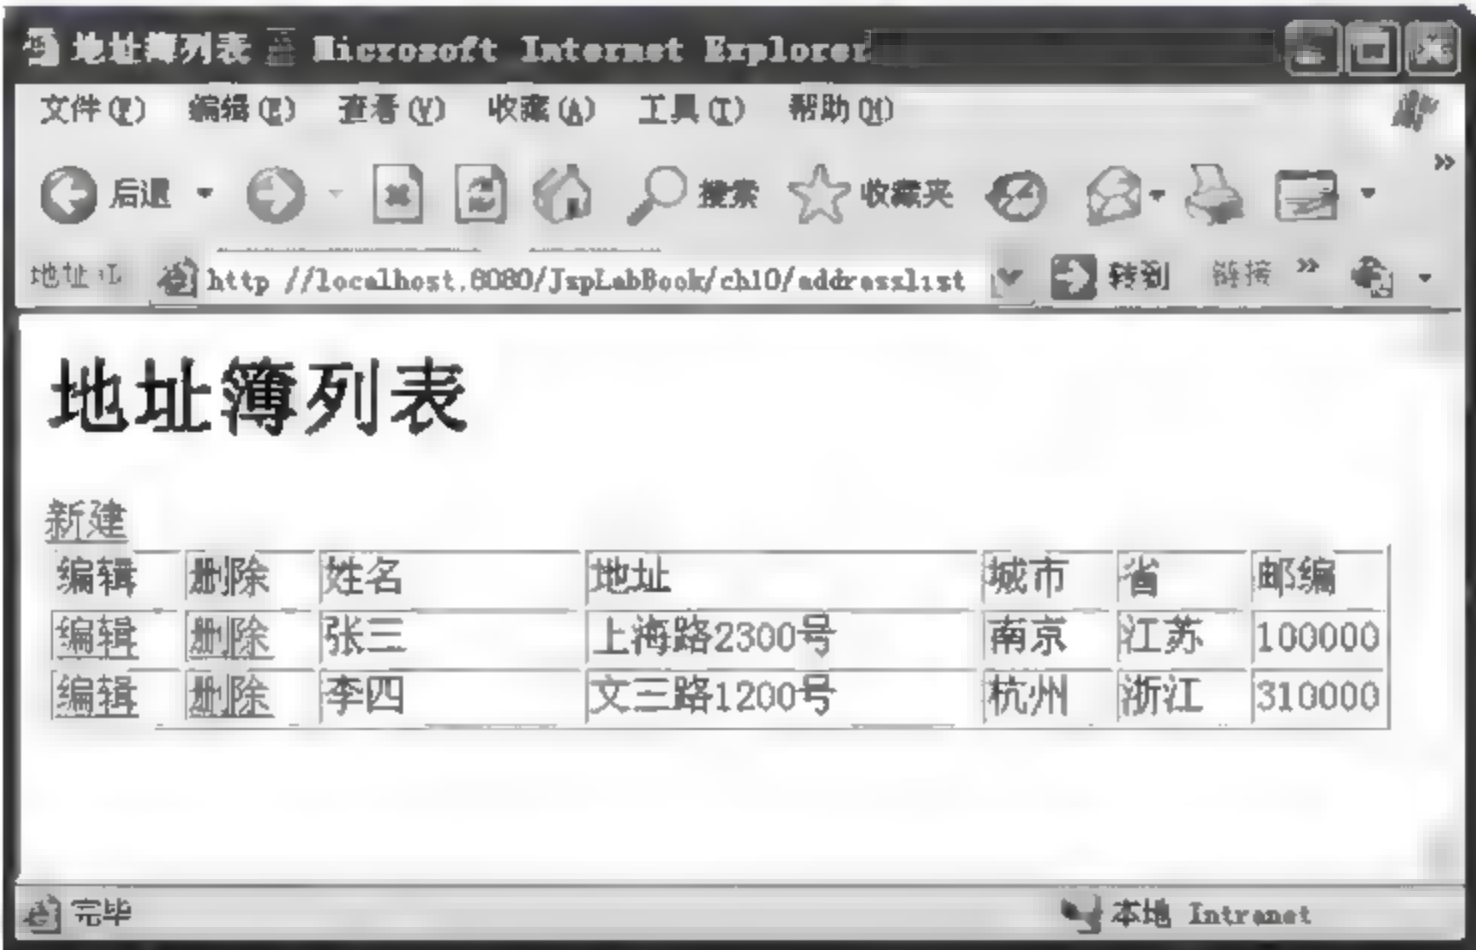 地址簿列表 Microsoft Internet Explorer
文件(F) 编辑(E) 查看(V) 收藏(A) 工具(T) 帮助(H)
后退 搜索 收藏夹 »
地址 http //localhost:8080/JspLabBook/ch10/addresslist 转到 链接 »
地址簿列表
新建
编辑 删除 姓名 地址 城市 省 邮编
编辑 删除 张三 上海路2300号 南京 江苏 100000
编辑 删除 李四 文三路1200号 杭州 浙江 310000
完毕 本地 Intranet